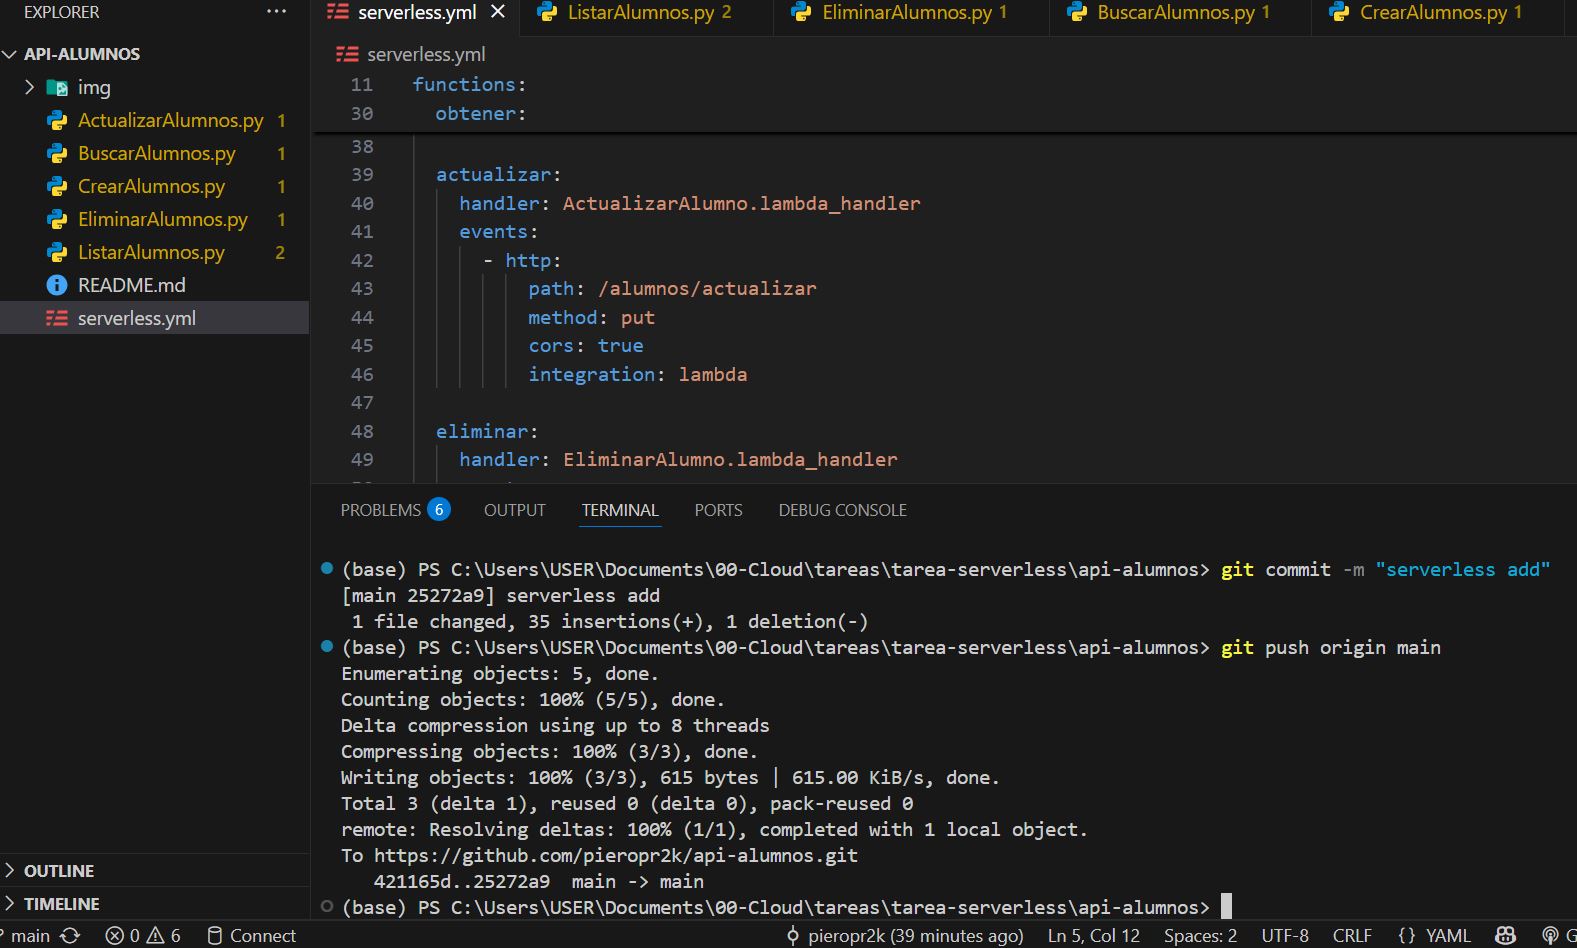 EXPLORER
···
serverless.yml
ListarAlumnos.py 2
EliminarAlumnos.py 1
BuscarAlumnos.py 1
CrearAlumnos.py 1
API-ALUMNOS
img
ActualizarAlumnos.py 1
BuscarAlumnos.py 1
CrearAlumnos.py 1
EliminarAlumnos.py 1
ListarAlumnos.py 2
README.md
serverless.yml
serverless.yml
11 functions:
30 obtener:
38
39 actualizar:
40 handler: ActualizarAlumno.lambda_handler
41 events:
42 - http:
43 path: /alumnos/actualizar
44 method: put
45 cors: true
46 integration: lambda
47
48 eliminar:
49 handler: EliminarAlumno.lambda_handler
PROBLEMS 6 OUTPUT TERMINAL PORTS DEBUG CONSOLE
(base) PS C:\Users\USER\Documents\00-Cloud\tareas\tarea-serverless\api-alumnos> git commit -m "serverless add"
[main 25272a9] serverless add
1 file changed, 35 insertions(+), 1 deletion(-)
(base) PS C:\Users\USER\Documents\00-Cloud\tareas\tarea-serverless\api-alumnos> git push origin main
Enumerating objects: 5, done.
Counting objects: 100% (5/5), done.
Delta compression using up to 8 threads
Compressing objects: 100% (3/3), done.
Writing objects: 100% (3/3), 615 bytes | 615.00 KiB/s, done.
Total 3 (delta 1), reused 0 (delta 0), pack-reused 0
remote: Resolving deltas: 100% (1/1), completed with 1 local object.
To https://github.com/pieropr2k/api-alumnos.git
421165d..25272a9 main -> main
(base) PS C:\Users\USER\Documents\00-Cloud\tareas\tarea-serverless\api-alumnos>
OUTLINE
TIMELINE
main 0 6 Connect pieropr2k (39 minutes ago) Ln 5, Col 12 Spaces: 2 UTF-8 CRLF {} YAML